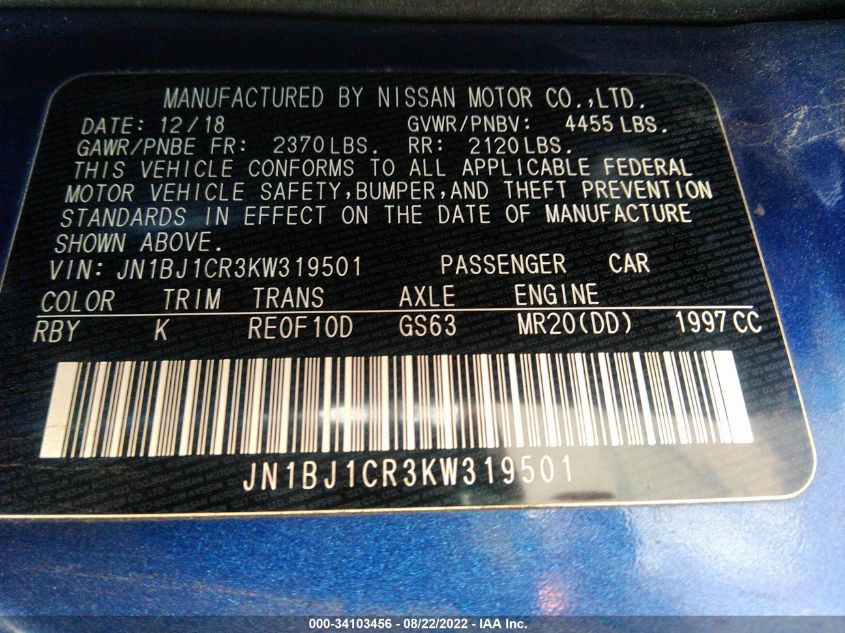 MANUFACTURED BY NISSAN MOTOR CO.,LTD.
DATE: 12/18 GVWR/PNBV: 4455 LBS.
GAWR/PNBE FR: 2370 LBS. RR: 2120 LBS.
THIS VEHICLE CONFORMS TO ALL APPLICABLE FEDERAL
MOTOR VEHICLE SAFETY,BUMPER,AND THEFT PREVENTION
STANDARDS IN EFFECT ON THE DATE OF MANUFACTURE
SHOWN ABOVE.
VIN: JN1BJ1CR3KW319501 PASSENGER CAR
COLOR TRIM TRANS AXLE ENGINE
RBY K RE0F10D GS63 MR20(DD) 1997 CC
JN1BJ1CR3KW319501
000-34103456 - 08/22/2022 - IAA Inc.